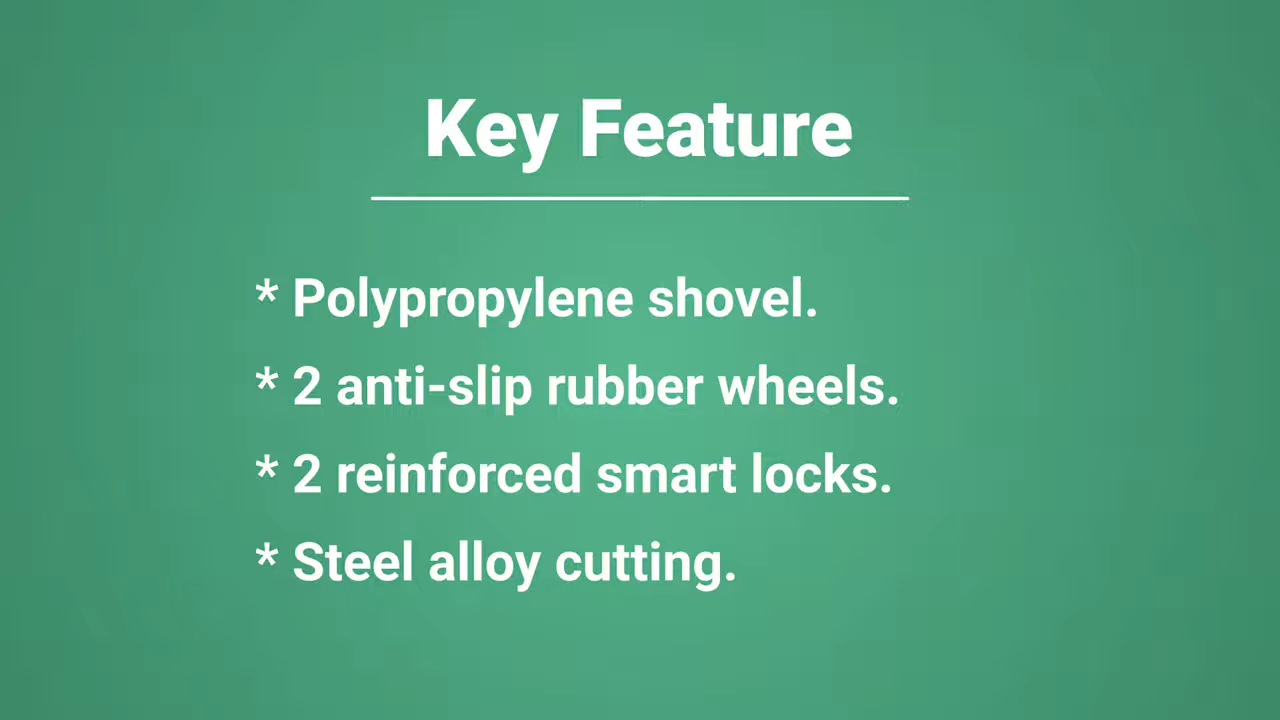 Key Feature
* Polypropylene shovel.
* 2 anti-slip rubber wheels.
* 2 reinforced smart locks.
* Steel alloy cutting.